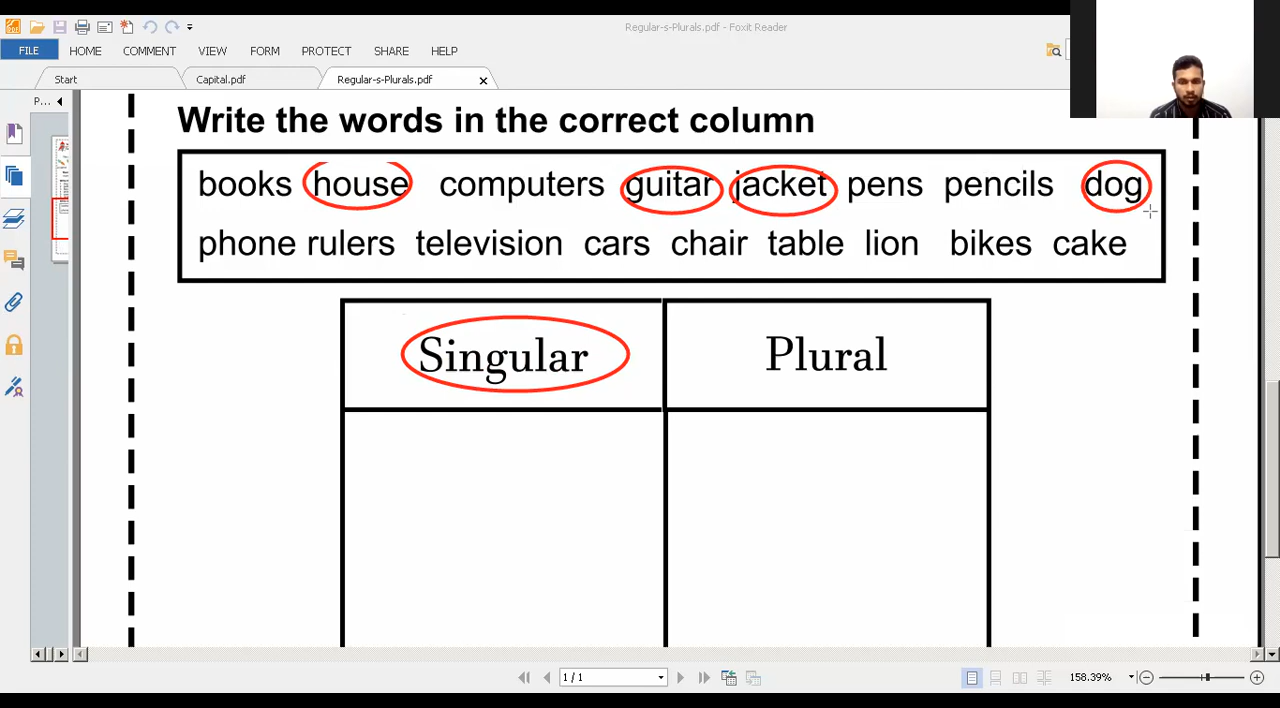 Regular-s-Plurals.pdf - Foxit Reader
FILE HOME COMMENT VIEW FORM PROTECT SHARE HELP
Start Capital.pdf Regular-s-Plurals.pdf
P...
Write the words in the correct column
books house computers guitar jacket pens pencils dog
phone rulers television cars chair table lion bikes cake
Singular Plural
1/1 158.39%